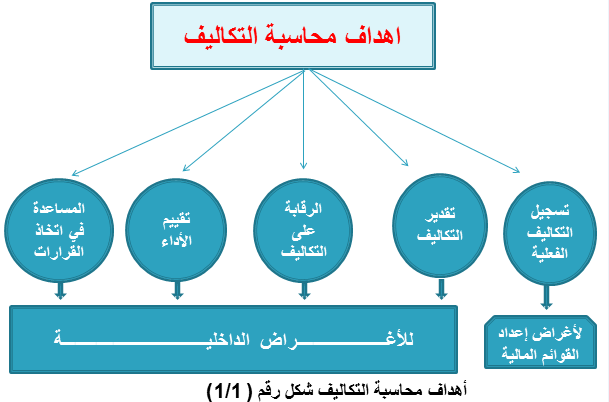 اهداف محاسبة التكاليف
تسجيل
التكاليف
الفعلية
تقدير
التكاليف
الرقابة
على
التكاليف
تقييم
الأداء
المساعدة
في اتخاذ
القرارات
لأغراض إعداد
القوائم المالية
للأغـــــــــــراض الداخليـــــــــــــــــــــة
أهداف محاسبة التكاليف شكل رقم ( 1/1)